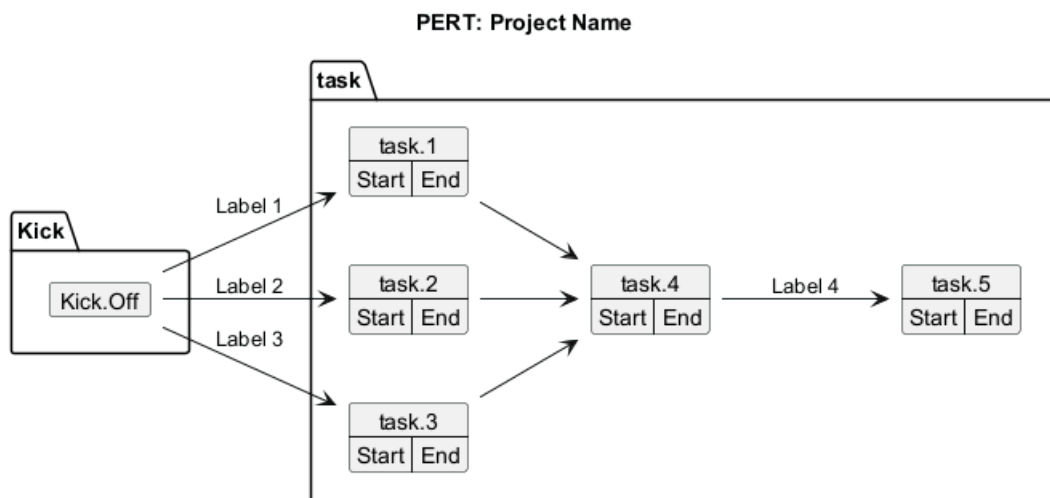 PERT: Project Name
task
task.1
Start End
Label 1
Kick
Kick.Off
Label 2
task.2
Start End
task.4
Start End
Label 4
task.5
Start End
Label 3
task.3
Start End